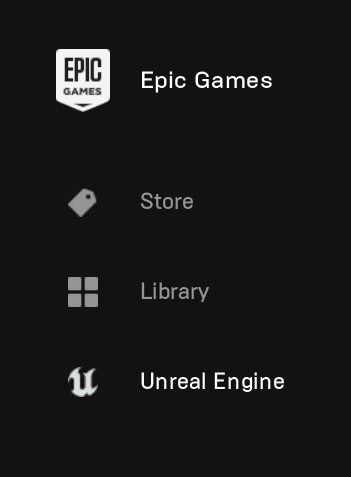 EPIC
GAMES
Epic Games
Store
Library
Unreal Engine